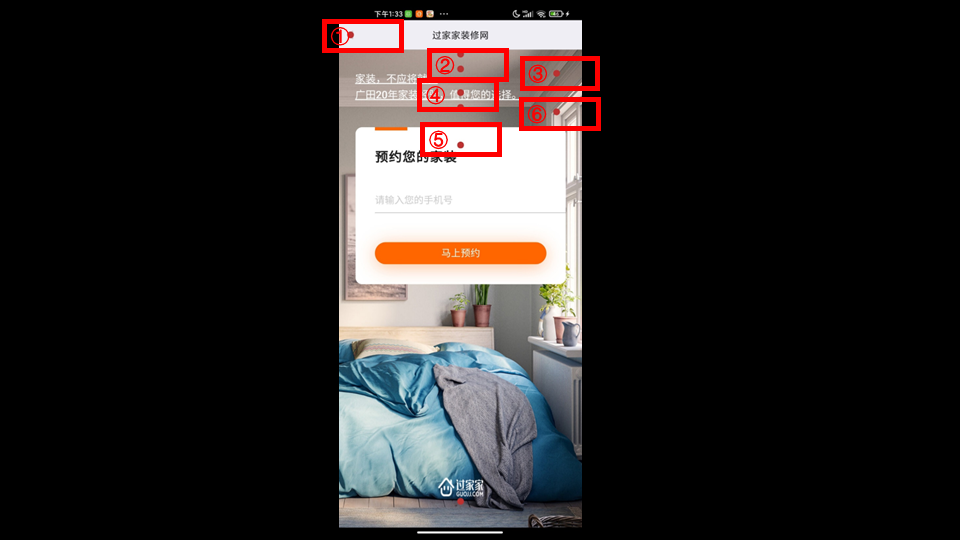 下午1:33
①
过家家装修网
②
③
家装，不应将就
④
广田20年家装
值得您的选择。
⑥
⑤
预约您的家装
请输入您的手机号
马上预约
过家家
GUOJJ.COM